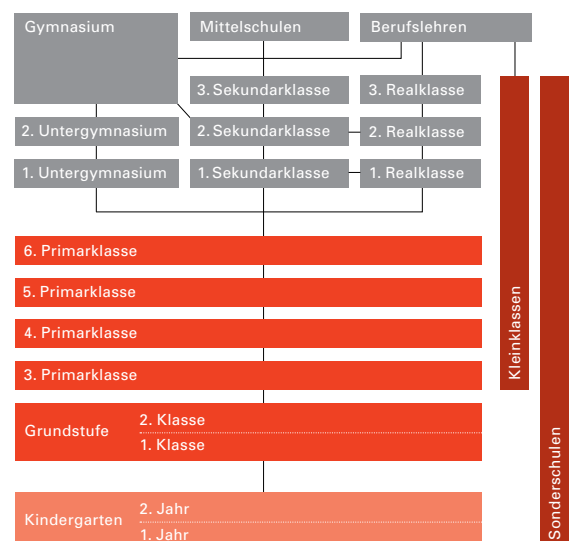 Gymnasium
Mittelschulen
Berufslehren
3. Sekundarklasse
3. Realklasse
2. Untergymnasium
2. Sekundarklasse
2. Realklasse
1. Untergymnasium
1. Sekundarklasse
1. Realklasse
6. Primarklasse
5. Primarklasse
4. Primarklasse
3. Primarklasse
Grundstufe
2. Klasse
1. Klasse
Kindergarten
2. Jahr
1. Jahr
Kleinklassen
Sonderschulen